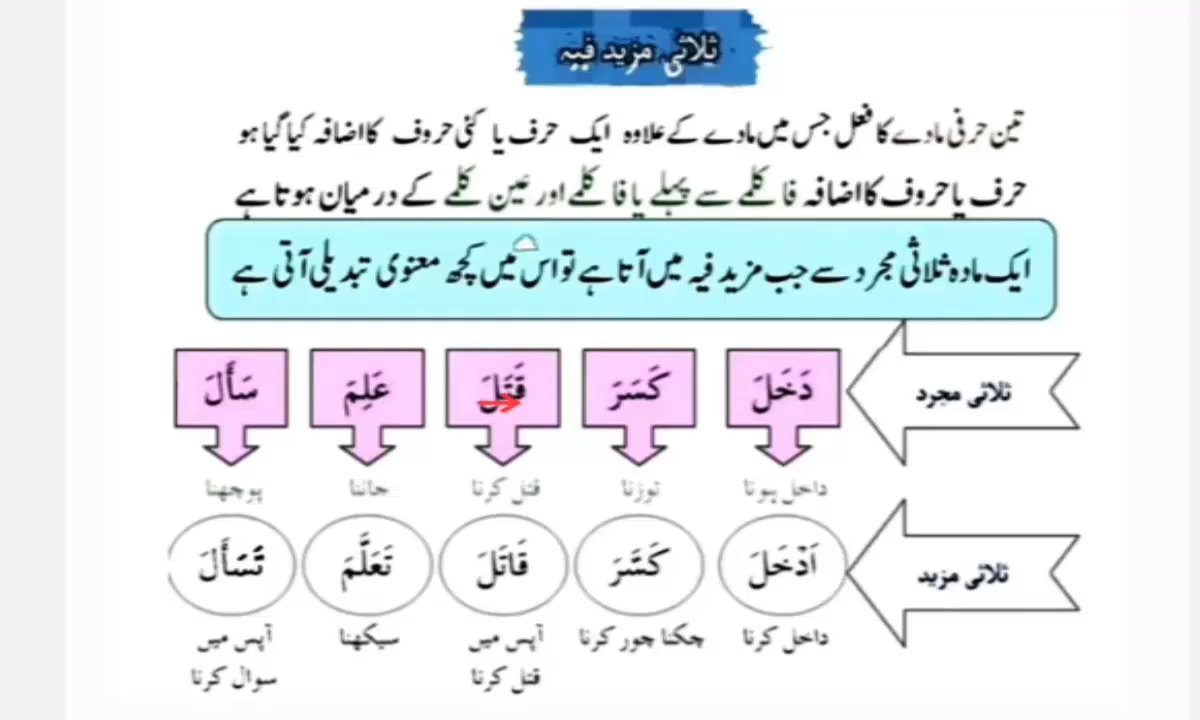 ثلاثی مزید فیہ
تین حرفی مادے کا فعل جس میں مادے کے علاوہ ایک حرف یا کئی حروف کا اضافہ کیا گیا ہو
حرف یا حروف کا اضافہ فا کلمے سے پہلے یا فا کلمے اور عین کلمے کے درمیان ہوتا ہے
ایک مادہ ثلاثی مجرد سے جب مزید فیہ میں آتا ہے تو اس میں کچھ معنوی تبدیلی آتی ہے
ثلاثی مجرد دَخَلَ كَسَرَ قَتَلَ عَلِمَ سَأَلَ
داخل ہونا توڑنا قتل کرنا جاننا پوچھنا
ثلاثی مزید اَدْخَلَ كَسَّرَ قَاتَلَ تَعَلَّمَ تَسَأَلَ
داخل کرنا چکنا چور کرنا آپس میں سیکھنا آپس میں
قتل کرنا سوال کرنا